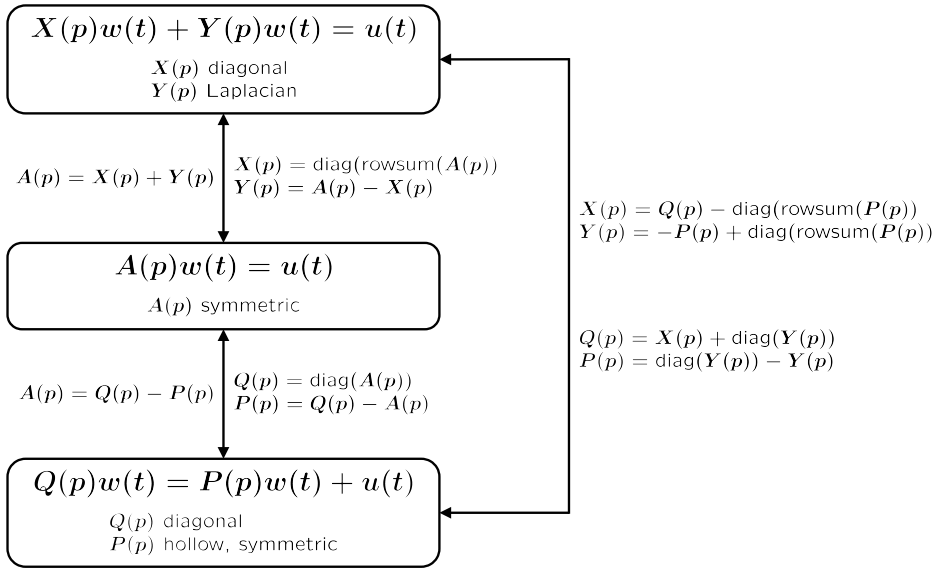 X(p)w(t) + Y(p)w(t) = u(t)
X(p) diagonal
Y(p) Laplacian
A(p) = X(p) + Y(p)
X(p) = diag(rowsum(A(p))
Y(p) = A(p) − X(p)
X(p) = Q(p) − diag(rowsum(P(p))
Y(p) = −P(p) + diag(rowsum(P(p))
A(p)w(t) = u(t)
A(p) symmetric
Q(p) = X(p) + diag(Y(p))
P(p) = diag(Y(p)) − Y(p)
A(p) = Q(p) − P(p)
Q(p) = diag(A(p))
P(p) = Q(p) − A(p)
Q(p)w(t) = P(p)w(t) + u(t)
Q(p) diagonal
P(p) hollow, symmetric